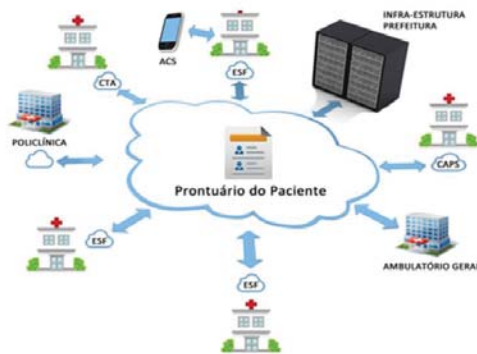 INFRA-ESTRUTURA
PREFEITURA
ACS
ESF
CTA
POLICLÍNICA
CAPS
Prontuário do Paciente
ESF
AMBULATÓRIO GERAL
ESF